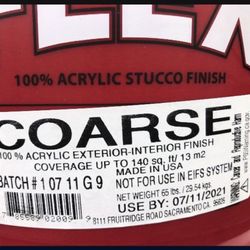 FLEX
100% ACRYLIC STUCCO FINISH
COARSE
100 % ACRYLIC EXTERIOR-INTERIOR FINISH
COVERAGE UP TO 140 sq. ft/ 13 m2
MADE IN USA
BATCH # 1 07 11 G 9
NOT FOR USE IN EIFS SYSTEM
NET WEIGHT 65 lbs. / 29.54 kgs
USE BY: 07/11/2021
8111 FRUITRIDGE ROAD SACRAMENTO CA. 95826